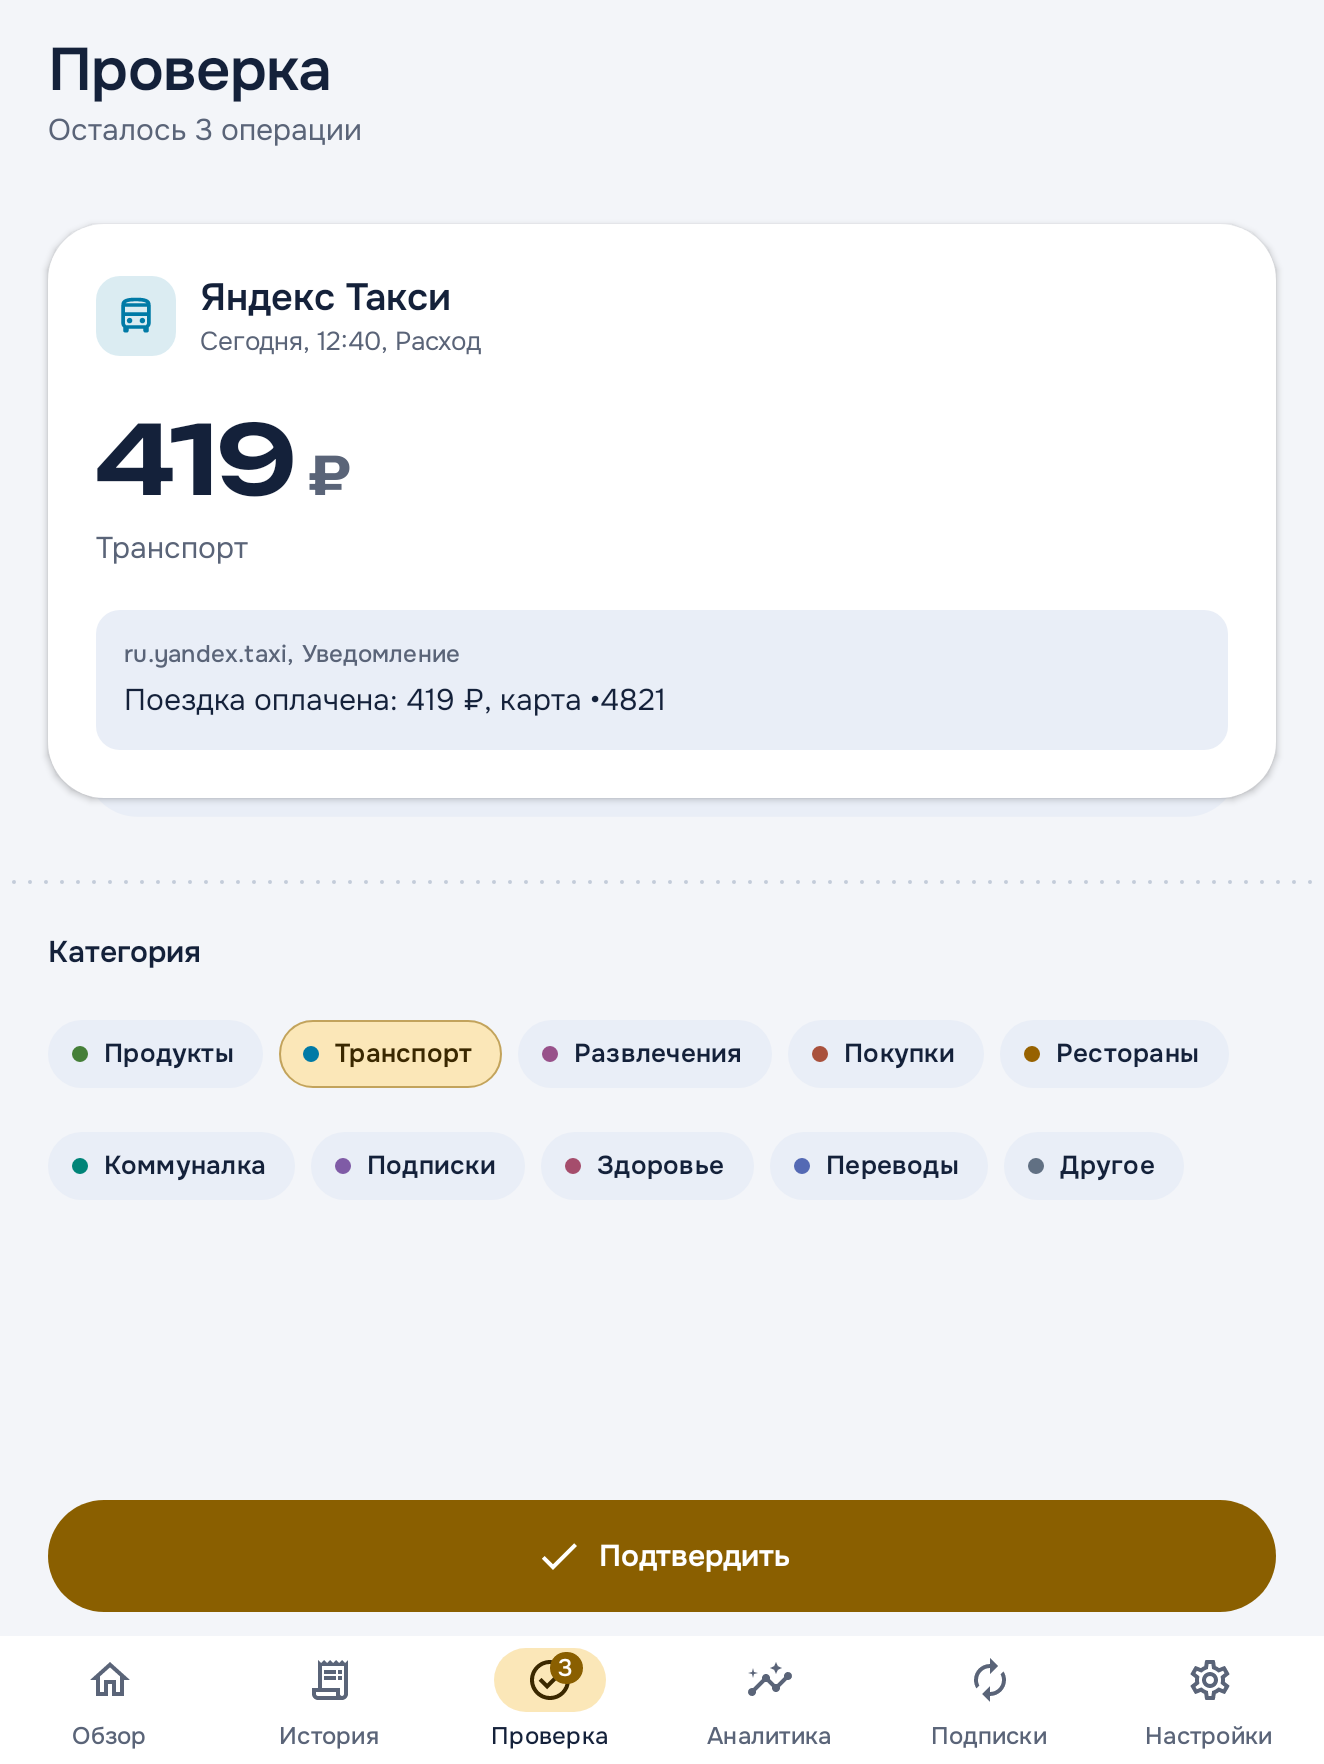 Проверка
Осталось 3 операции
Яндекс Такси
Сегодня, 12:40, Расход
419 ₽
Транспорт
ru.yandex.taxi, Уведомление
Поездка оплачена: 419 ₽, карта •4821
Категория
Продукты Транспорт Развлечения Покупки Рестораны
Коммуналка Подписки Здоровье Переводы Другое
Подтвердить
3
Обзор История Проверка Аналитика Подписки Настройки